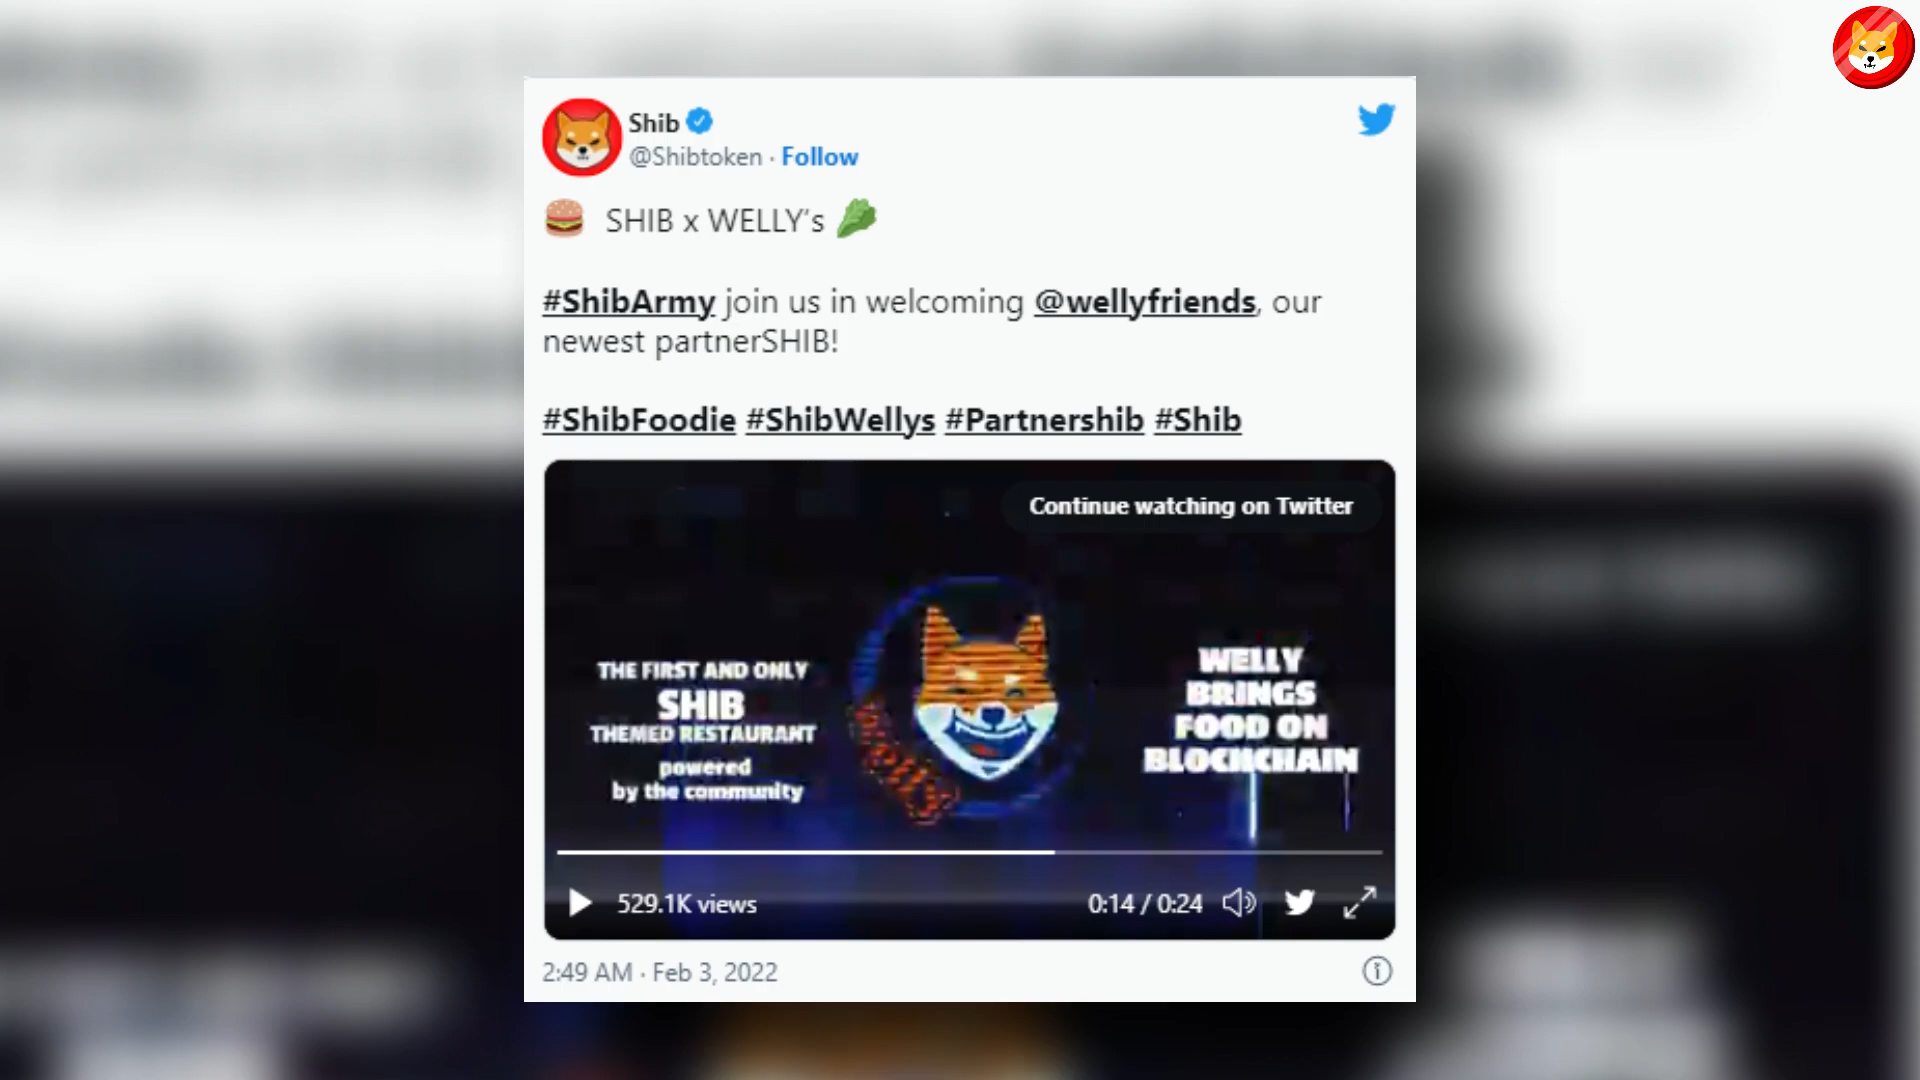 Shib
@Shibtoken · Follow
🍔 SHIB x WELLY's 🥬
#ShibArmy join us in welcoming @wellyfriends, our
newest partnerSHIB!
#ShibFoodie #ShibWellys #Partnershib #Shib
Continue watching on Twitter
THE FIRST AND ONLY
SHIB
THEMED RESTAURANT
powered
by the community
WELLY
BRINGS
FOOD ON
BLOCKCHAIN
529.1K views
0:14 / 0:24
2:49 AM · Feb 3, 2022